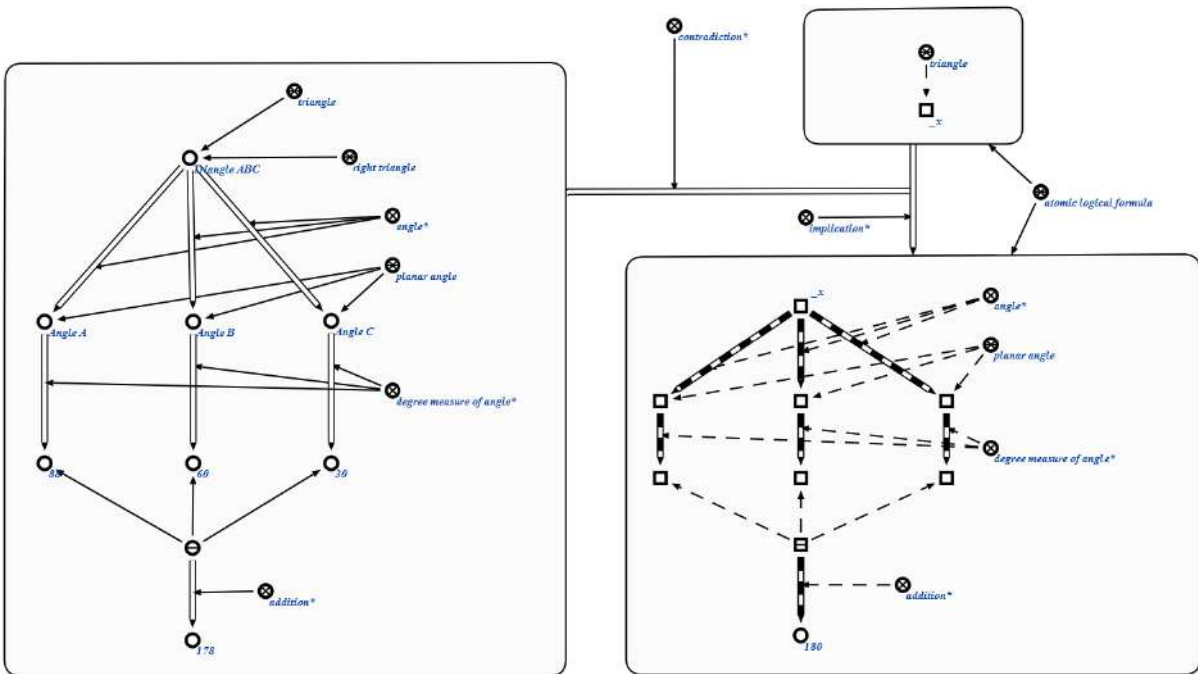 triangle
Triangle ABC
right triangle
angle*
planar angle
Angle A
Angle B
Angle C
degree measure of angle*
88
60
30
addition*
178
contradiction*
triangle
_x
atomic logical formula
implication*
_x
angle*
planar angle
degree measure of angle*
addition*
180